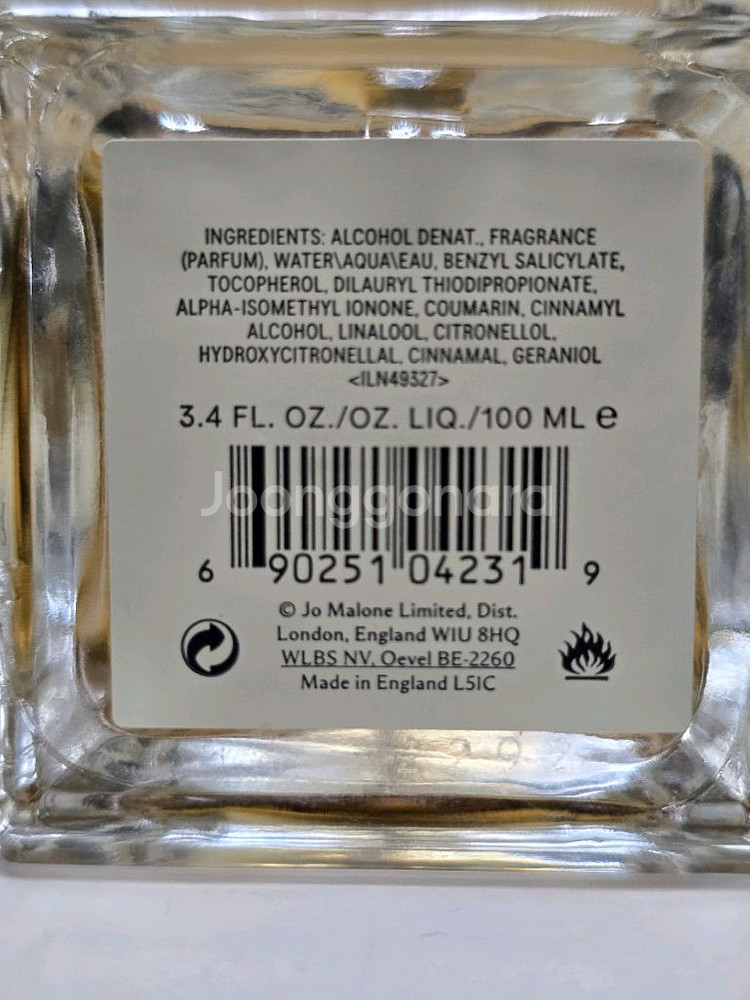 INGREDIENTS: ALCOHOL DENAT., FRAGRANCE
(PARFUM), WATER\AQUA\EAU, BENZYL SALICYLATE,
TOCOPHEROL, DILAURYL THIODIPROPIONATE,
ALPHA-ISOMETHYL IONONE, COUMARIN, CINNAMYL
ALCOHOL, LINALOOL, CITRONELLOL,
HYDROXYCITRONELLAL, CINNAMAL, GERANIOL
<ILN49327>
3.4 FL. OZ./OZ. LIQ./100 ML e
Joonggonara
6 90251 04231 9
© Jo Malone Limited, Dist.
London, England W1U 8HQ
WLBS NV, Oevel BE-2260
Made in England L51C